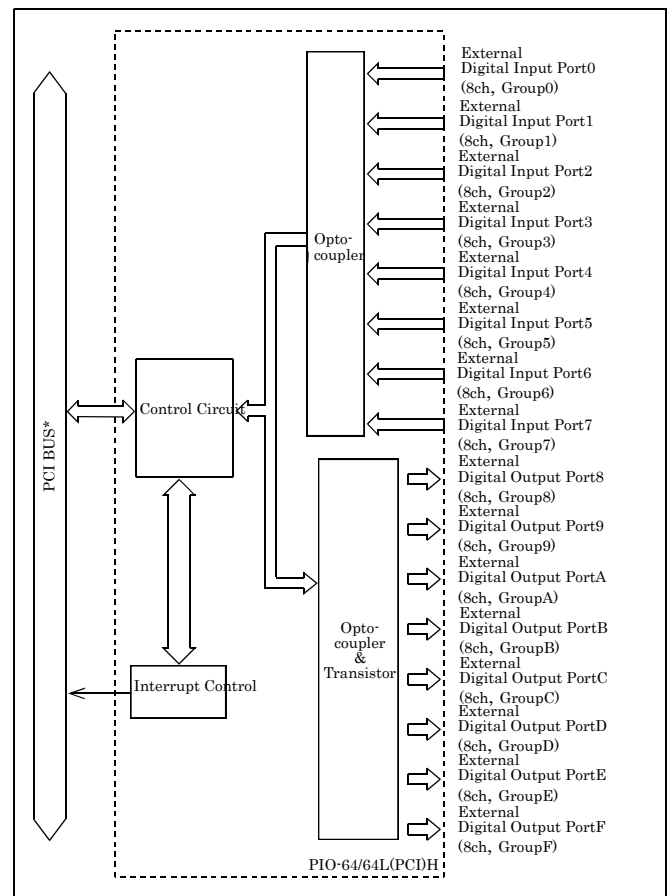 External
Digital Input Port0
(8ch, Group0)
External
Digital Input Port1
(8ch, Group1)
External
Digital Input Port2
(8ch, Group2)
External
Digital Input Port3
(8ch, Group3)
External
Digital Input Port4
(8ch, Group4)
External
Digital Input Port5
(8ch, Group5)
External
Digital Input Port6
(8ch, Group6)
External
Digital Input Port7
(8ch, Group7)
External
Digital Output Port8
(8ch, Group8)
External
Digital Output Port9
(8ch, Group9)
External
Digital Output PortA
(8ch, GroupA)
External
Digital Output PortB
(8ch, GroupB)
External
Digital Output PortC
(8ch, GroupC)
External
Digital Output PortD
(8ch, GroupD)
External
Digital Output PortE
(8ch, GroupE)
External
Digital Output PortF
(8ch, GroupF)
Opto-
coupler
Control Circuit
PCI BUS*
Opto-
coupler
&
Transistor
Interrupt Control
PIO-64/64L(PCI)H